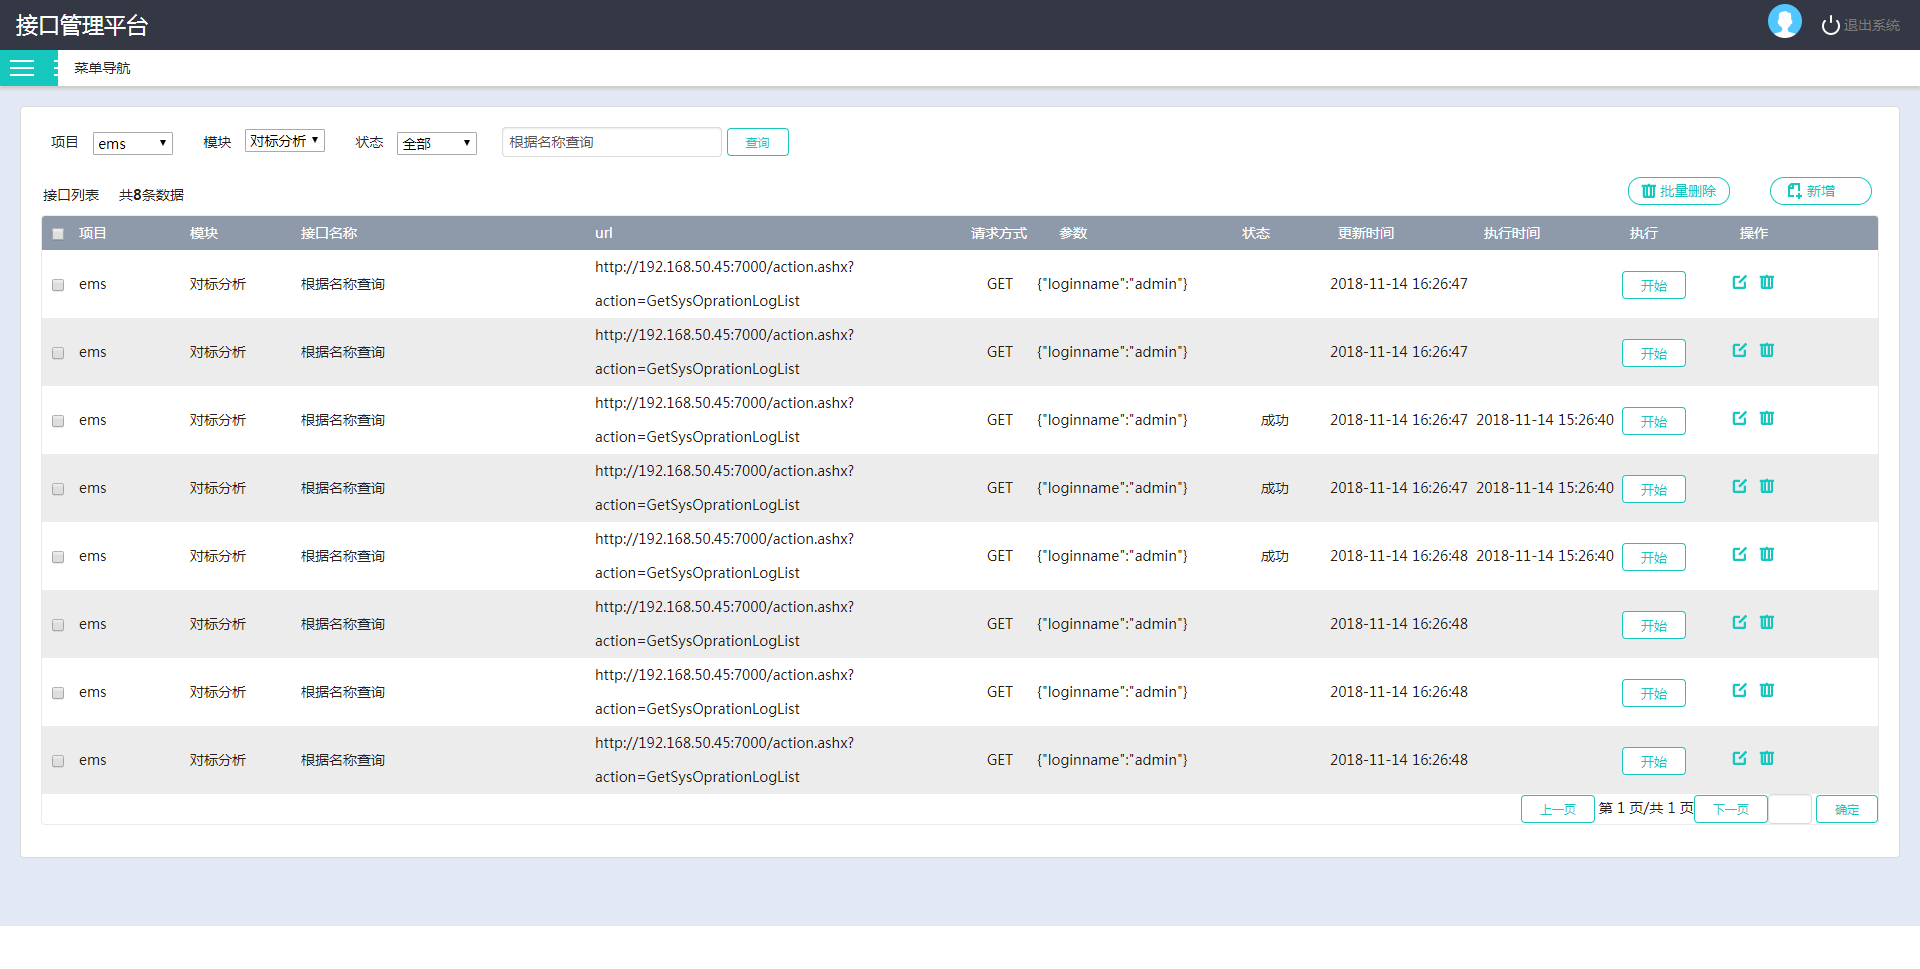 接口管理平台
退出系统
菜单导航
项目 ems 模块 对标分析 状态 全部 根据名称查询 查询
接口列表 共8条数据 批量删除 新增
项目 模块 接口名称 url 请求方式 参数 状态 更新时间 执行时间 执行 操作
http://192.168.50.45:7000/action.ashx?
ems 对标分析 根据名称查询 GET {"loginname":"admin"} 2018-11-14 16:26:47 开始
action=GetSysOprationLogList
http://192.168.50.45:7000/action.ashx?
ems 对标分析 根据名称查询 GET {"loginname":"admin"} 2018-11-14 16:26:47 开始
action=GetSysOprationLogList
http://192.168.50.45:7000/action.ashx?
ems 对标分析 根据名称查询 GET {"loginname":"admin"} 成功 2018-11-14 16:26:47 2018-11-14 15:26:40 开始
action=GetSysOprationLogList
http://192.168.50.45:7000/action.ashx?
ems 对标分析 根据名称查询 GET {"loginname":"admin"} 成功 2018-11-14 16:26:47 2018-11-14 15:26:40 开始
action=GetSysOprationLogList
http://192.168.50.45:7000/action.ashx?
ems 对标分析 根据名称查询 GET {"loginname":"admin"} 成功 2018-11-14 16:26:48 2018-11-14 15:26:40 开始
action=GetSysOprationLogList
http://192.168.50.45:7000/action.ashx?
ems 对标分析 根据名称查询 GET {"loginname":"admin"} 2018-11-14 16:26:48 开始
action=GetSysOprationLogList
http://192.168.50.45:7000/action.ashx?
ems 对标分析 根据名称查询 GET {"loginname":"admin"} 2018-11-14 16:26:48 开始
action=GetSysOprationLogList
http://192.168.50.45:7000/action.ashx?
ems 对标分析 根据名称查询 GET {"loginname":"admin"} 2018-11-14 16:26:48 开始
action=GetSysOprationLogList
上一页 第 1 页/共 1 页 下一页 确定